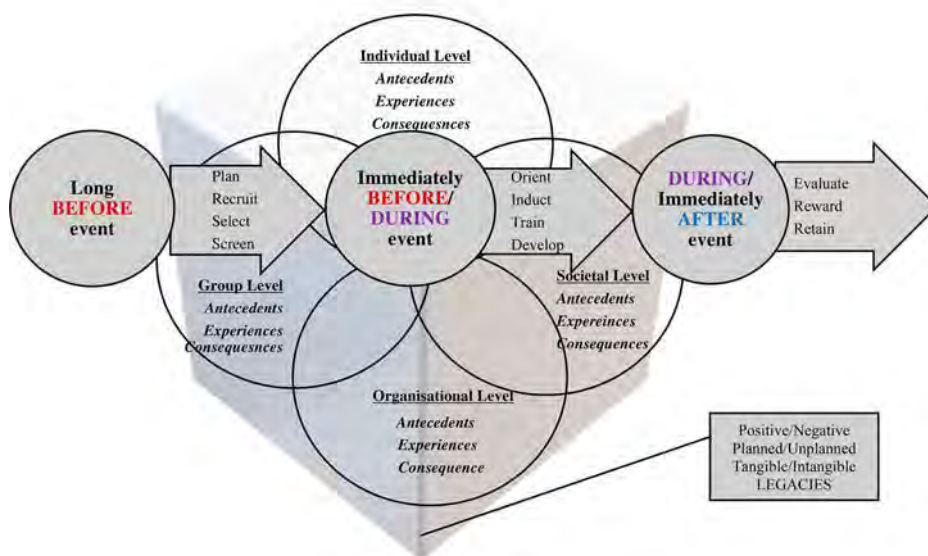 Individual Level
Antecedents
Experiences
Consequesnces
Long
BEFORE
event
Plan
Recruit
Select
Screen
Immediately
BEFORE/
DURING
event
Orient
Induct
Train
Develop
DURING/
Immediately
AFTER
event
Evaluate
Reward
Retain
Group Level
Antecedents
Experiences
Consequesnces
Societal Level
Antecedents
Expereinces
Consequences
Organisational Level
Antecedents
Experiences
Consequence
Positive/Negative
Planned/Unplanned
Tangible/Intangible
LEGACIES